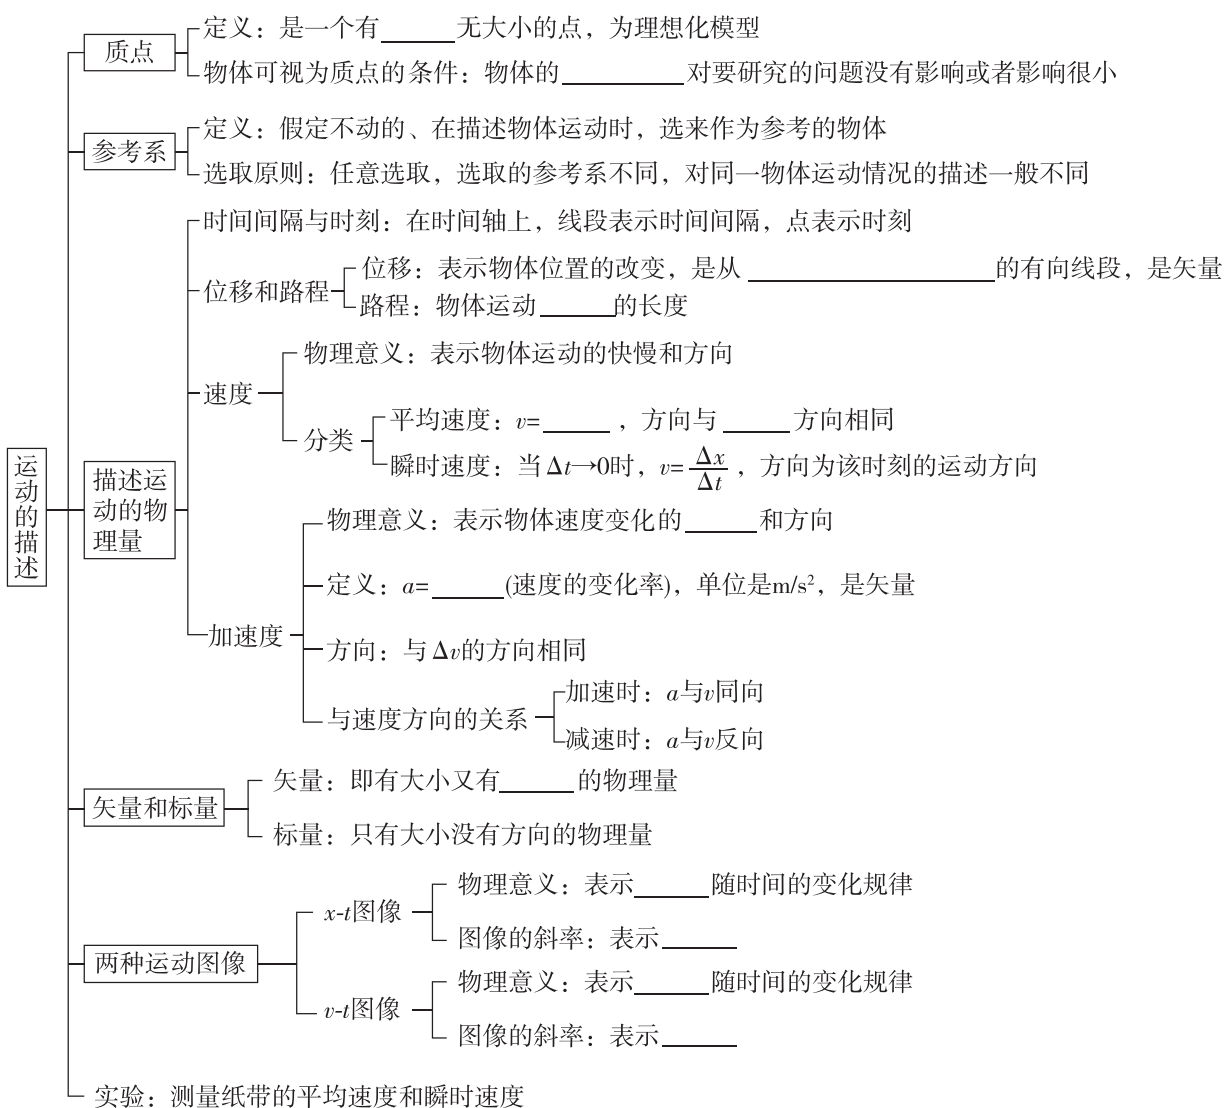 质点
定义：是一个有______无大小的点，为理想化模型
物体可视为质点的条件：物体的__________对要研究的问题没有影响或者影响很小
参考系
定义：假定不动的、在描述物体运动时，选来作为参考的物体
选取原则：任意选取，选取的参考系不同，对同一物体运动情况的描述一般不同
运动的描述
描述运
动的物
理量
时间间隔与时刻：在时间轴上，线段表示时间间隔，点表示时刻
位移和路程
位移：表示物体位置的改变，是从____________________的有向线段，是矢量
路程：物体运动______的长度
速度
物理意义：表示物体运动的快慢和方向
分类
平均速度：v=______，方向与______方向相同
瞬时速度：当Δt→0时，v=Δx/Δt，方向为该时刻的运动方向
加速度
物理意义：表示物体速度变化的______和方向
定义：a=______(速度的变化率)，单位是m/s²，是矢量
方向：与Δv的方向相同
与速度方向的关系
加速时：a与v同向
减速时：a与v反向
矢量和标量
矢量：即有大小又有______的物理量
标量：只有大小没有方向的物理量
两种运动图像
x-t图像
物理意义：表示______随时间的变化规律
图像的斜率：表示______
v-t图像
物理意义：表示______随时间的变化规律
图像的斜率：表示______
实验：测量纸带的平均速度和瞬时速度